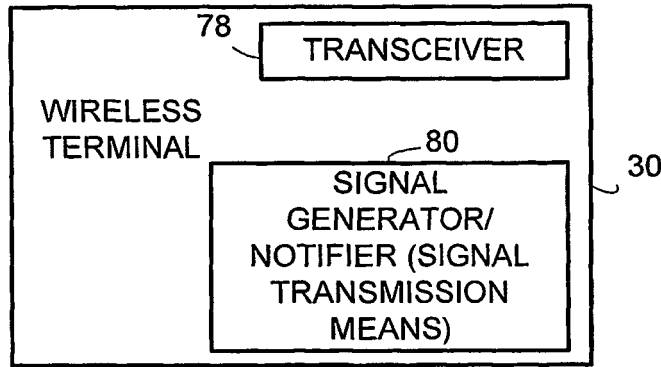 78
TRANSCEIVER
WIRELESS
TERMINAL
80
30
SIGNAL
GENERATOR/
NOTIFIER (SIGNAL
TRANSMISSION
MEANS)